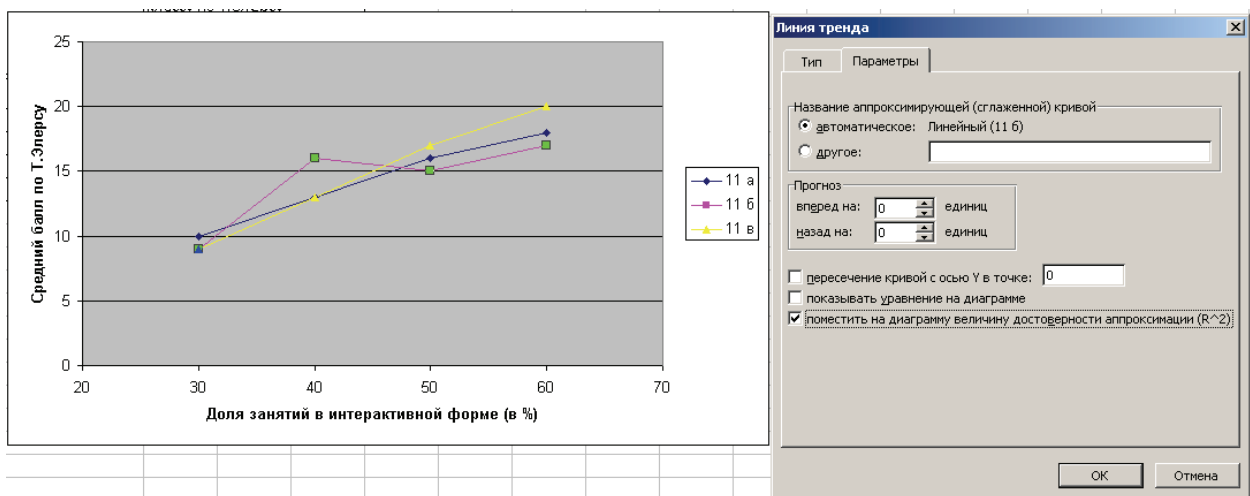 25
20
15
10
5
0
20 30 40 50 60 70
Средний балл по Т.Элерсу
Доля занятий в интерактивной форме (в %)
11 а
11 б
11 в
Линия тренда
Тип Параметры
Название аппроксимирующей (сглаженной) кривой
автоматическое: Линейный (11 б)
другое:
Прогноз
вперед на: 0 единиц
назад на: 0 единиц
пересечение кривой с осью Y в точке: 0
показывать уравнение на диаграмме
поместить на диаграмму величину достоверности аппроксимации (R^2)
ОК Отмена